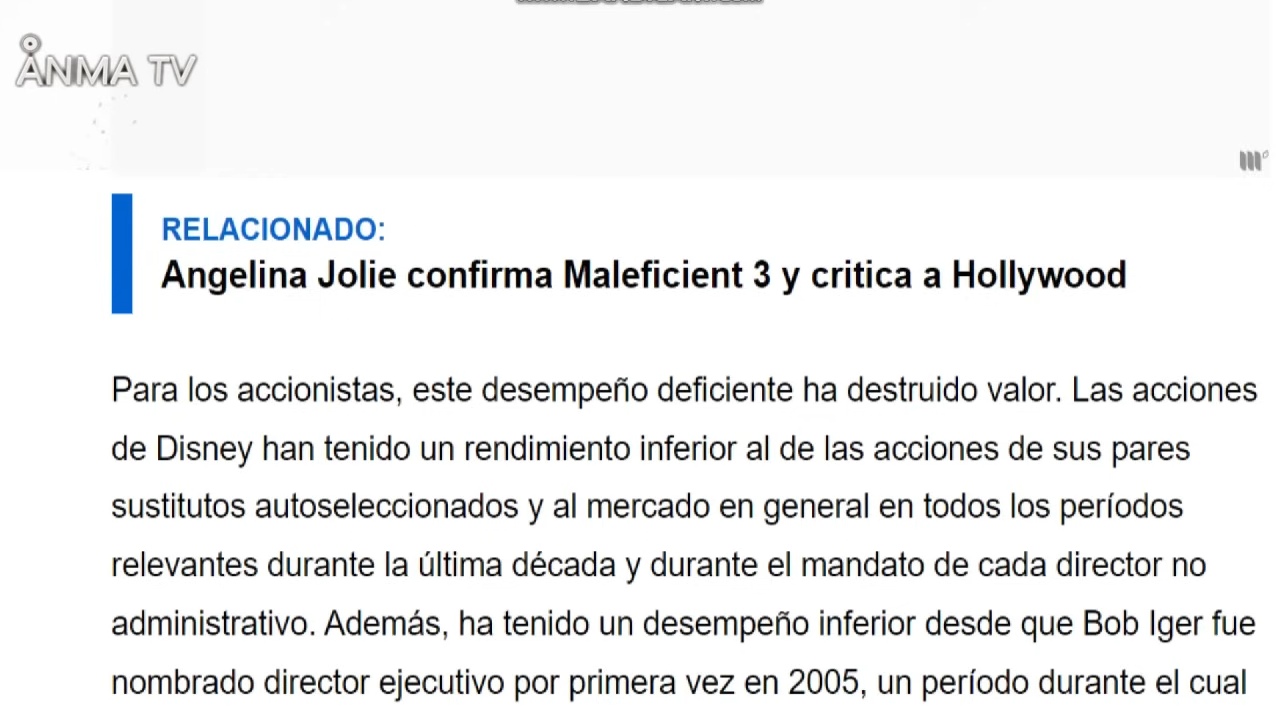 ÅNIMA TV
RELACIONADO:
Angelina Jolie confirma Maleficient 3 y critica a Hollywood
Para los accionistas, este desempeño deficiente ha destruido valor. Las acciones
de Disney han tenido un rendimiento inferior al de las acciones de sus pares
sustitutos autoseleccionados y al mercado en general en todos los períodos
relevantes durante la última década y durante el mandato de cada director no
administrativo. Además, ha tenido un desempeño inferior desde que Bob Iger fue
nombrado director ejecutivo por primera vez en 2005, un período durante el cual